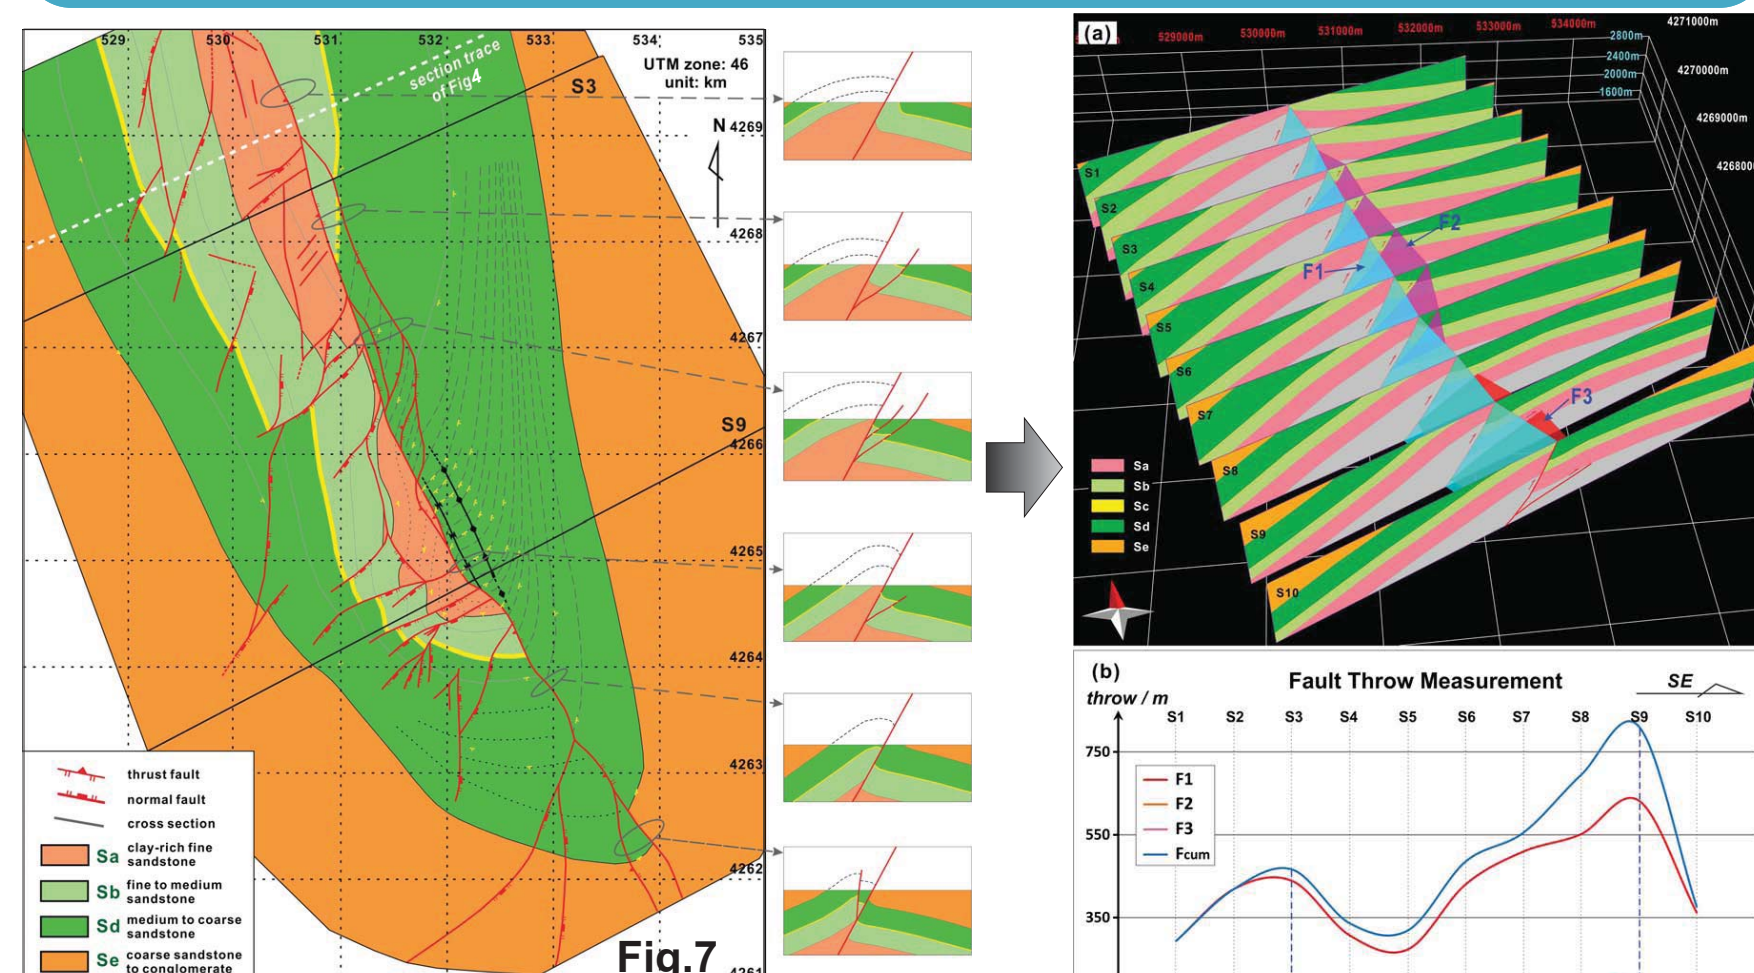 529
530
531
532
533
534
535
section trace
of Fig4
UTM zone: 46
unit: km
S3
N
4269
4268
4267
S9
4266
4265
4264
4263
4262
4261
thrust fault
normal fault
cross section
Sa clay-rich fine
sandstone
Sb fine to medium
sandstone
Sd medium to coarse
sandstone
Se coarse sandstone
to conglomerate
Fig.7
(a)
529000m
530000m
531000m
532000m
533000m
534000m
4271000m
2800m
2400m
2000m
1600m
4270000m
4269000m
4268000
S1
S2
S3
S4
S5
S6
S7
S8
S9
S10
F1
F2
F3
Sa
Sb
Sc
Sd
Se
(b)
Fault Throw Measurement
SE
throw / m
S1 S2 S3 S4 S5 S6 S7 S8 S9 S10
750
550
350
F1
F2
F3
Fcum